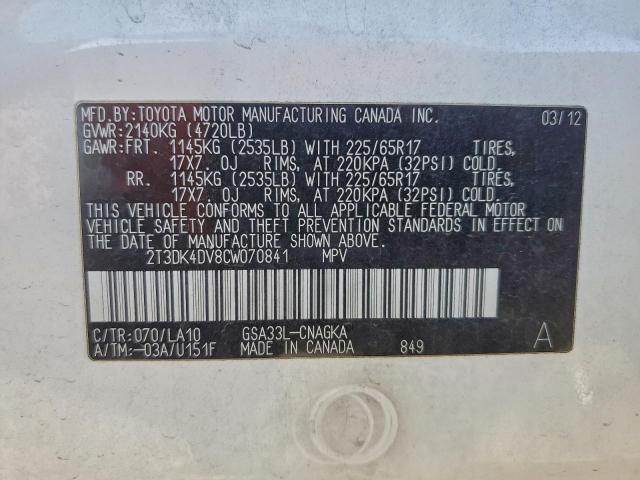 MFD.BY:TOYOTA MOTOR MANUFACTURING CANADA INC. 03/12
GVWR:2140KG (4720LB)
GAWR:FRT. 1145KG (2535LB) WITH 225/65R17 TIRES,
17X7. OJ RIMS, AT 220KPA (32PSI) COLD.
RR. 1145KG (2535LB) WITH 225/65R17 TIRES,
17X7. OJ RIMS, AT 220KPA (32PSI) COLD.
THIS VEHICLE CONFORMS TO ALL APPLICABLE FEDERAL MOTOR
VEHICLE SAFETY AND THEFT PREVENTION STANDARDS IN EFFECT ON
THE DATE OF MANUFACTURE SHOWN ABOVE.
2T3DK4DV8CW070841 MPV
C/TR:070/LA10 GSA33L-CNAGKA A
A/TM:-03A/U151F MADE IN CANADA 849